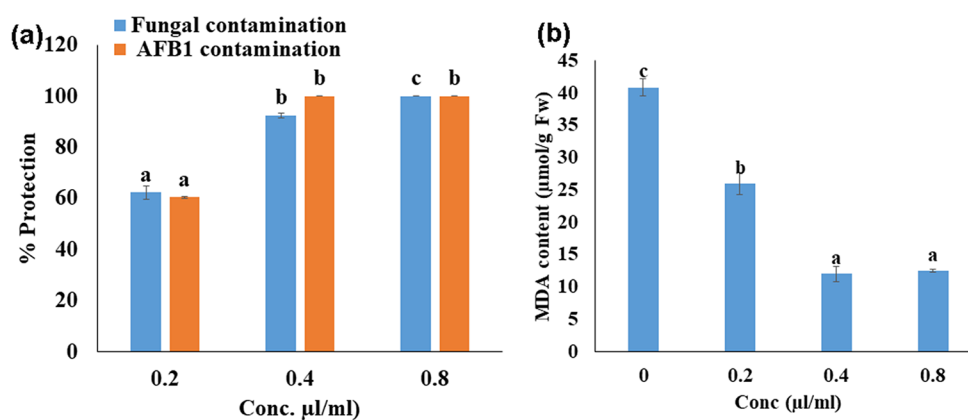 (a)
Fungal contamination
AFB1 contamination
120
100
80
60
40
20
0
% Protection
a a
b b
c b
0.2 0.4 0.8
Conc. µl/ml)
(b)
45
40
35
30
25
20
15
10
5
0
MDA content (µmol/g Fw)
c
b
a
a
0 0.2 0.4 0.8
Conc (µl/ml)